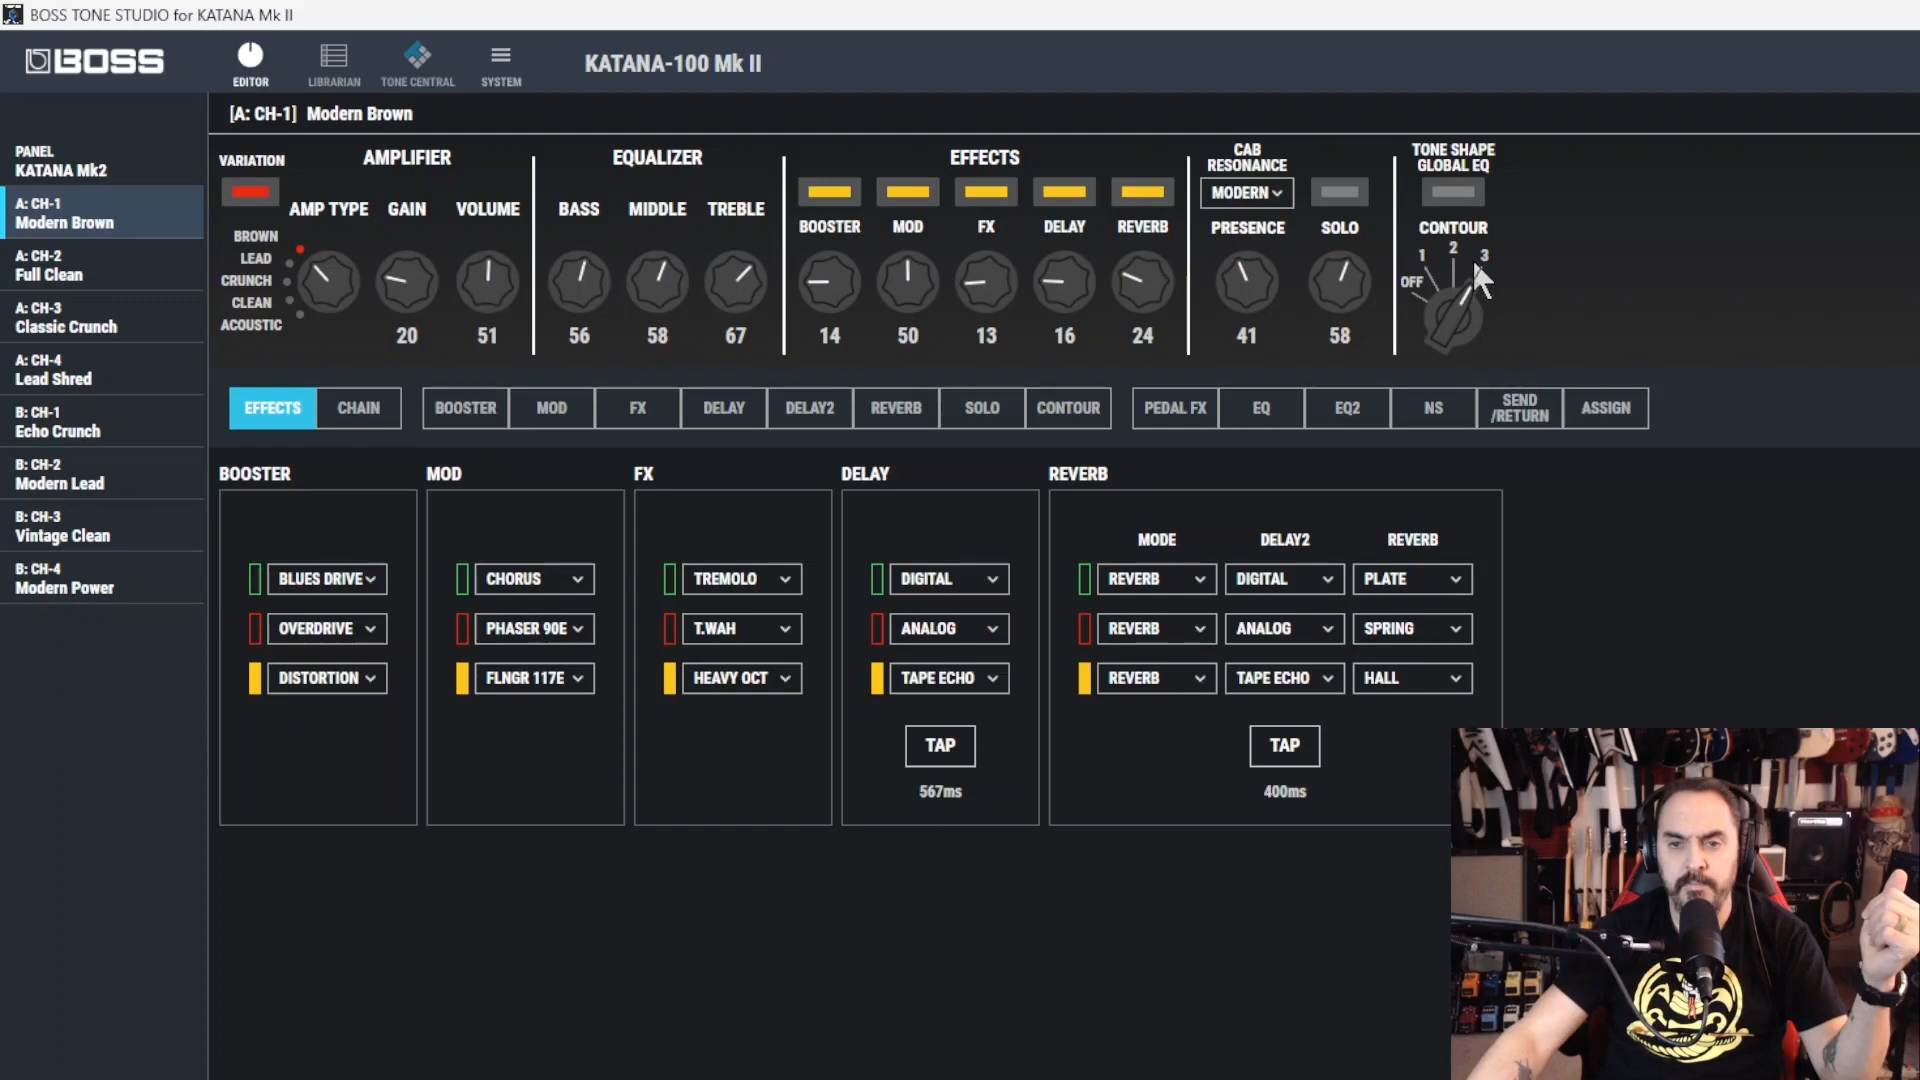 BOSS TONE STUDIO for KATANA Mk II
BOSS
EDITOR
LIBRARIAN
TONE CENTRAL
SYSTEM
KATANA-100 Mk II
[A: CH-1] Modern Brown
PANEL
KATANA Mk2
A: CH-1
Modern Brown
A: CH-2
Full Clean
A: CH-3
Classic Crunch
A: CH-4
Lead Shred
B: CH-1
Echo Crunch
B: CH-2
Modern Lead
B: CH-3
Vintage Clean
B: CH-4
Modern Power
VARIATION
AMPLIFIER
AMP TYPE GAIN VOLUME
BROWN
LEAD
CRUNCH
CLEAN
ACOUSTIC
20 51
EQUALIZER
BASS MIDDLE TREBLE
56 58 67
EFFECTS
BOOSTER MOD FX DELAY REVERB
14 50 13 16 24
CAB
RESONANCE
MODERN
PRESENCE SOLO
41 58
TONE SHAPE
GLOBAL EQ
CONTOUR
OFF 1 2 3
EFFECTS CHAIN BOOSTER MOD FX DELAY DELAY2 REVERB SOLO CONTOUR PEDAL FX EQ EQ2 NS SEND /RETURN ASSIGN
BOOSTER
BLUES DRIVE
OVERDRIVE
DISTORTION
MOD
CHORUS
PHASER 90E
FLNGR 117E
FX
TREMOLO
T.WAH
HEAVY OCT
DELAY
DIGITAL
ANALOG
TAPE ECHO
TAP
567ms
REVERB
MODE DELAY2 REVERB
REVERB DIGITAL PLATE
REVERB ANALOG SPRING
REVERB TAPE ECHO HALL
TAP
400ms